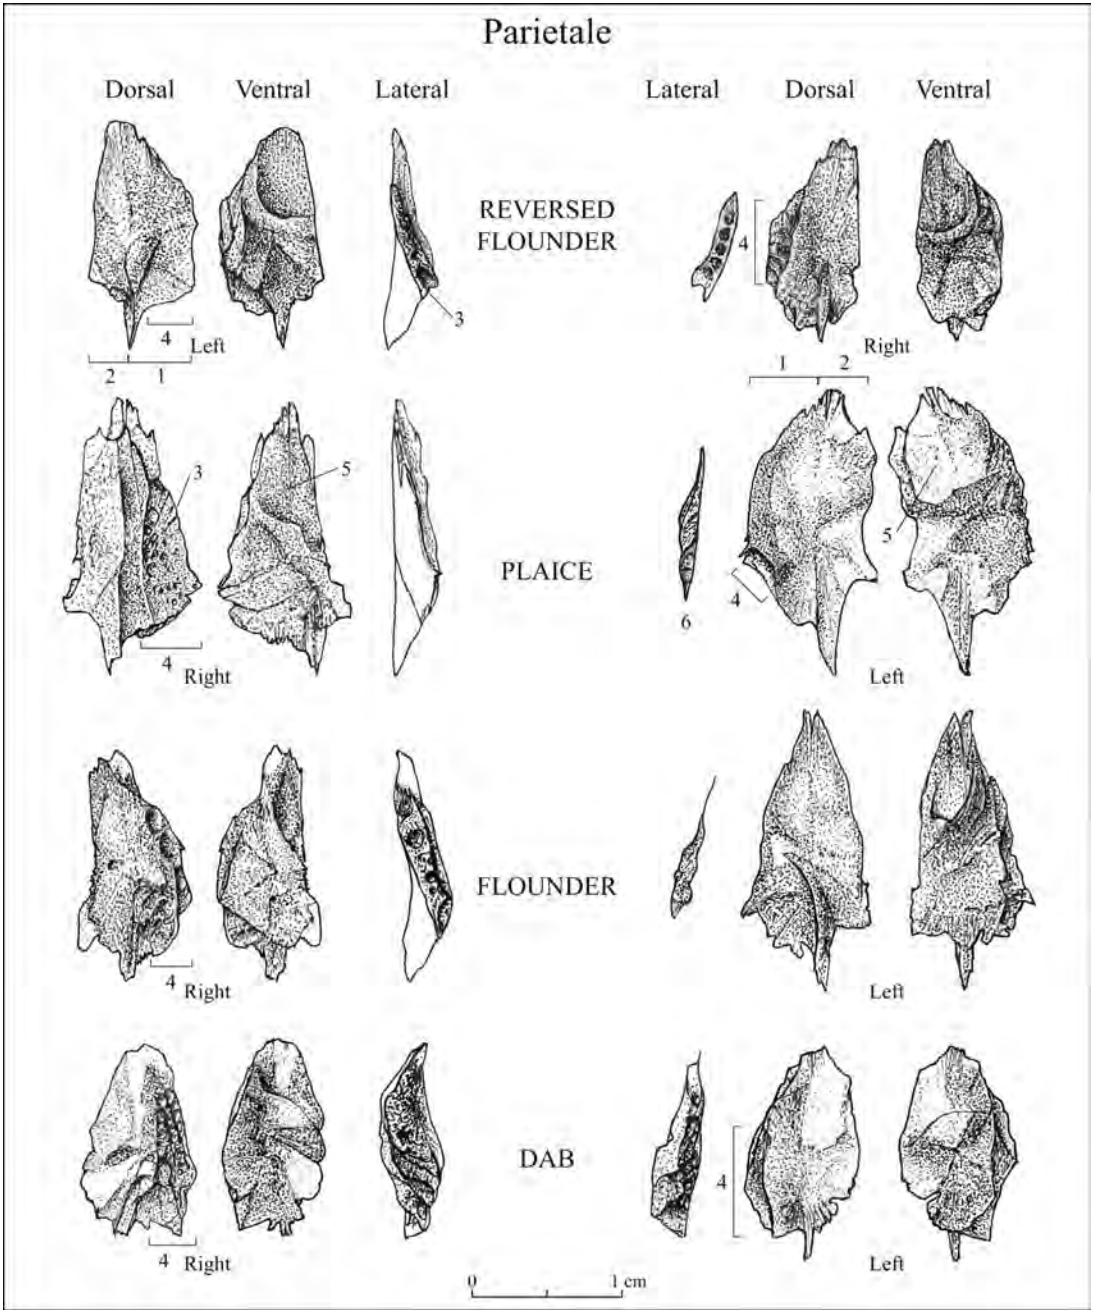 Parietale
Dorsal Ventral Lateral Lateral Dorsal Ventral
REVERSED
FLOUNDER
4
3
4
Left
Right
2 1
1 2
3
5
5
PLAICE
4
6
4
Right
Left
FLOUNDER
4
Right
Left
DAB
4
4
Right
Left
0 1 cm